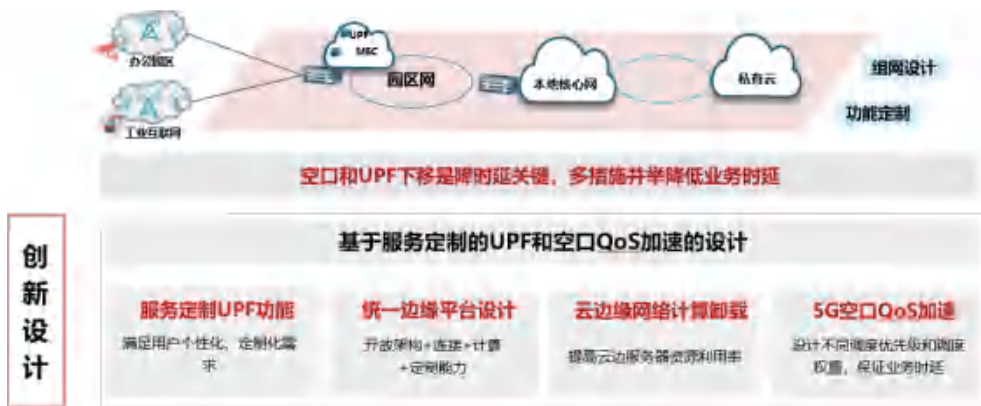 UPF
MEC
办公园区
园区网
本地核心网
私有云
组网设计
功能定制
工业互联网
空口和UPF下移是降时延关键，多措施并举降低业务时延
创新设计
基于服务定制的UPF和空口QoS加速的设计
服务定制UPF功能
满足用户个性化、定制化需
求
统一边缘平台设计
开放架构+连接+计算
+定制能力
云边缘网络计算卸载
提高云边服务器资源利用率
5G空口QoS加速
设计不同调度优先级和调度
权重，保证业务时延